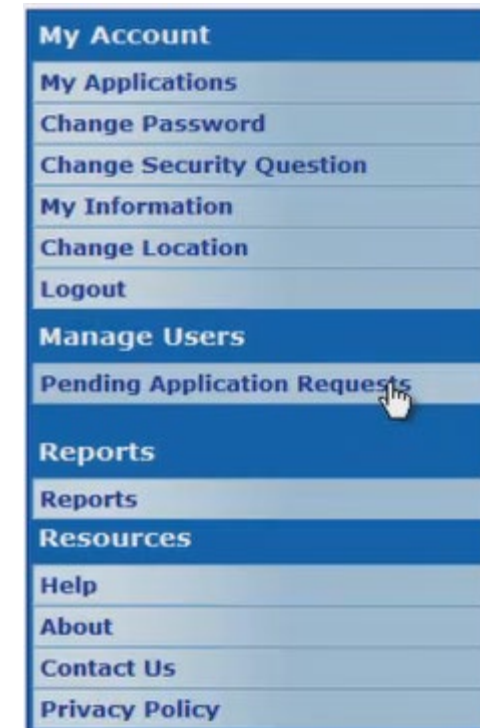 My Account
My Applications
Change Password
Change Security Question
My Information
Change Location
Logout
Manage Users
Pending Application Requests
Reports
Reports
Resources
Help
About
Contact Us
Privacy Policy